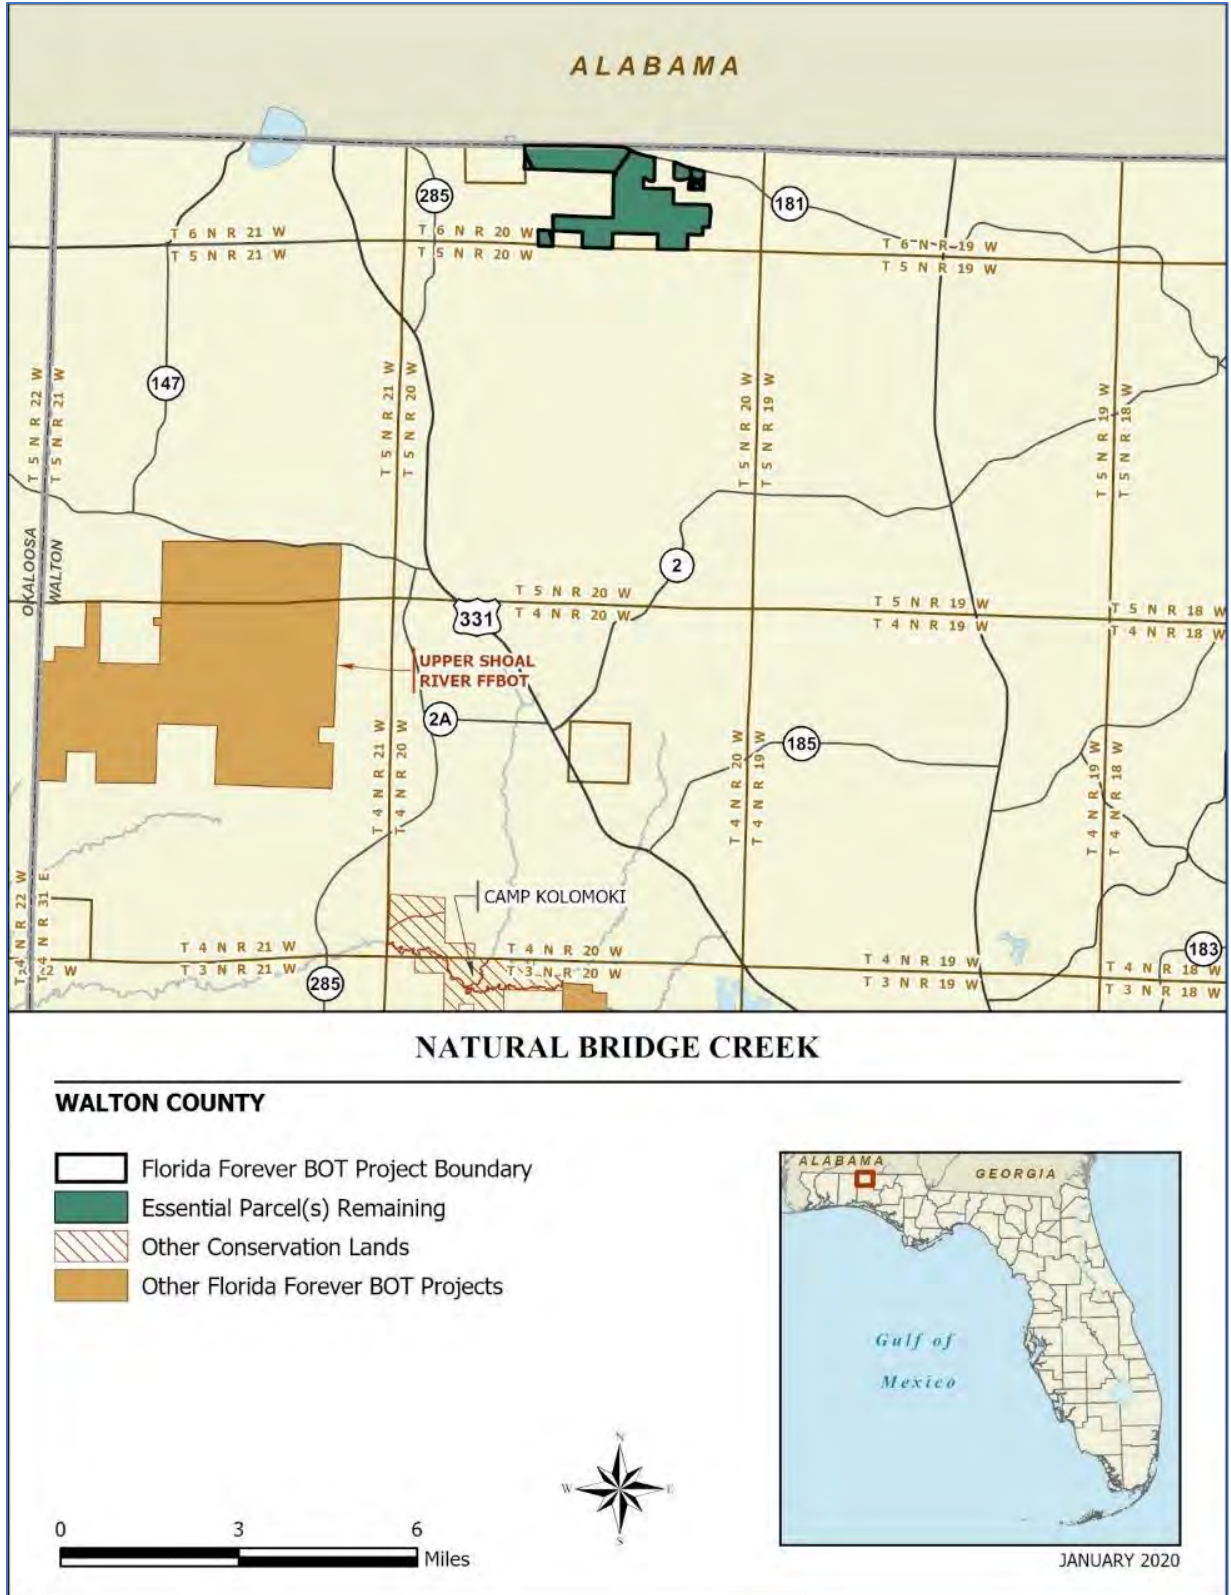 ALABAMA
285
181
T 6 N R 21 W
T 5 N R 21 W
T 6 N R 20 W
T 5 N R 20 W
T 6 N R 19 W
T 5 N R 19 W
147
T 5 N R 22 W
T 5 N R 21 W
T 5 N R 21 W
T 5 N R 20 W
T 5 N R 20 W
T 5 N R 19 W
T 5 N R 19 W
T 5 N R 18 W
OKALOOSA
WALTON
2
331
T 5 N R 20 W
T 4 N R 20 W
T 5 N R 19 W
T 4 N R 19 W
T 5 N R 18 W
T 4 N R 18 W
UPPER SHOAL
RIVER FFBOT
2A
185
T 4 N R 21 W
T 4 N R 20 W
T 4 N R 20 W
T 4 N R 19 W
T 4 N R 19 W
T 4 N R 18 W
T 4 N R 22 W
T 4 N R 31 E
CAMP KOLOMOKI
T 4 N R 21 W
T 3 N R 21 W
T 4 N R 20 W
T 3 N R 20 W
T 4 N R 19 W
T 3 N R 19 W
183
T 4 N R 18 W
T 3 N R 18 W
285
NATURAL BRIDGE CREEK
WALTON COUNTY
Florida Forever BOT Project Boundary
Essential Parcel(s) Remaining
Other Conservation Lands
Other Florida Forever BOT Projects
ALABAMA
GEORGIA
Gulf of
Mexico
N
W
E
S
0 3 6
Miles
JANUARY 2020